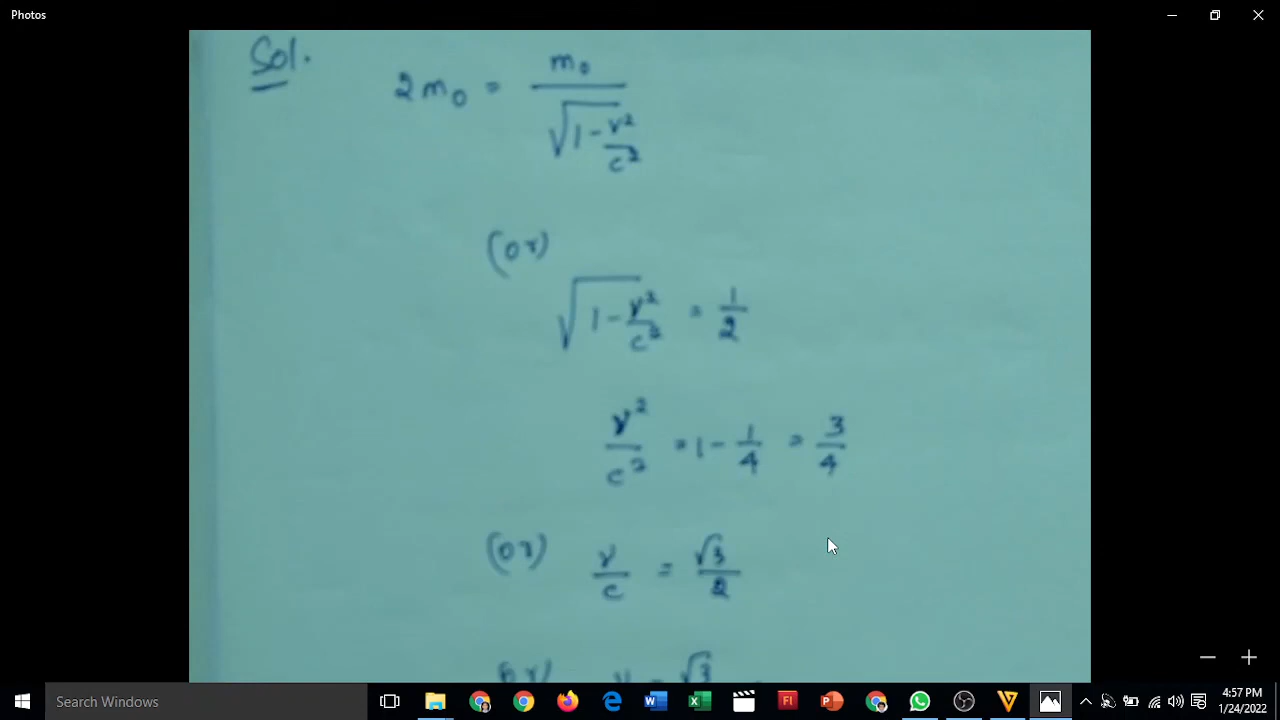 Photos
Sol.
2m₀ = m₀ / √(1 - v²/c²)
(or)
√(1 - v²/c²) = 1/2
v²/c² = 1 - 1/4 = 3/4
(or) v/c = √3/2
Search Windows
4:57 PM
1/24/2022